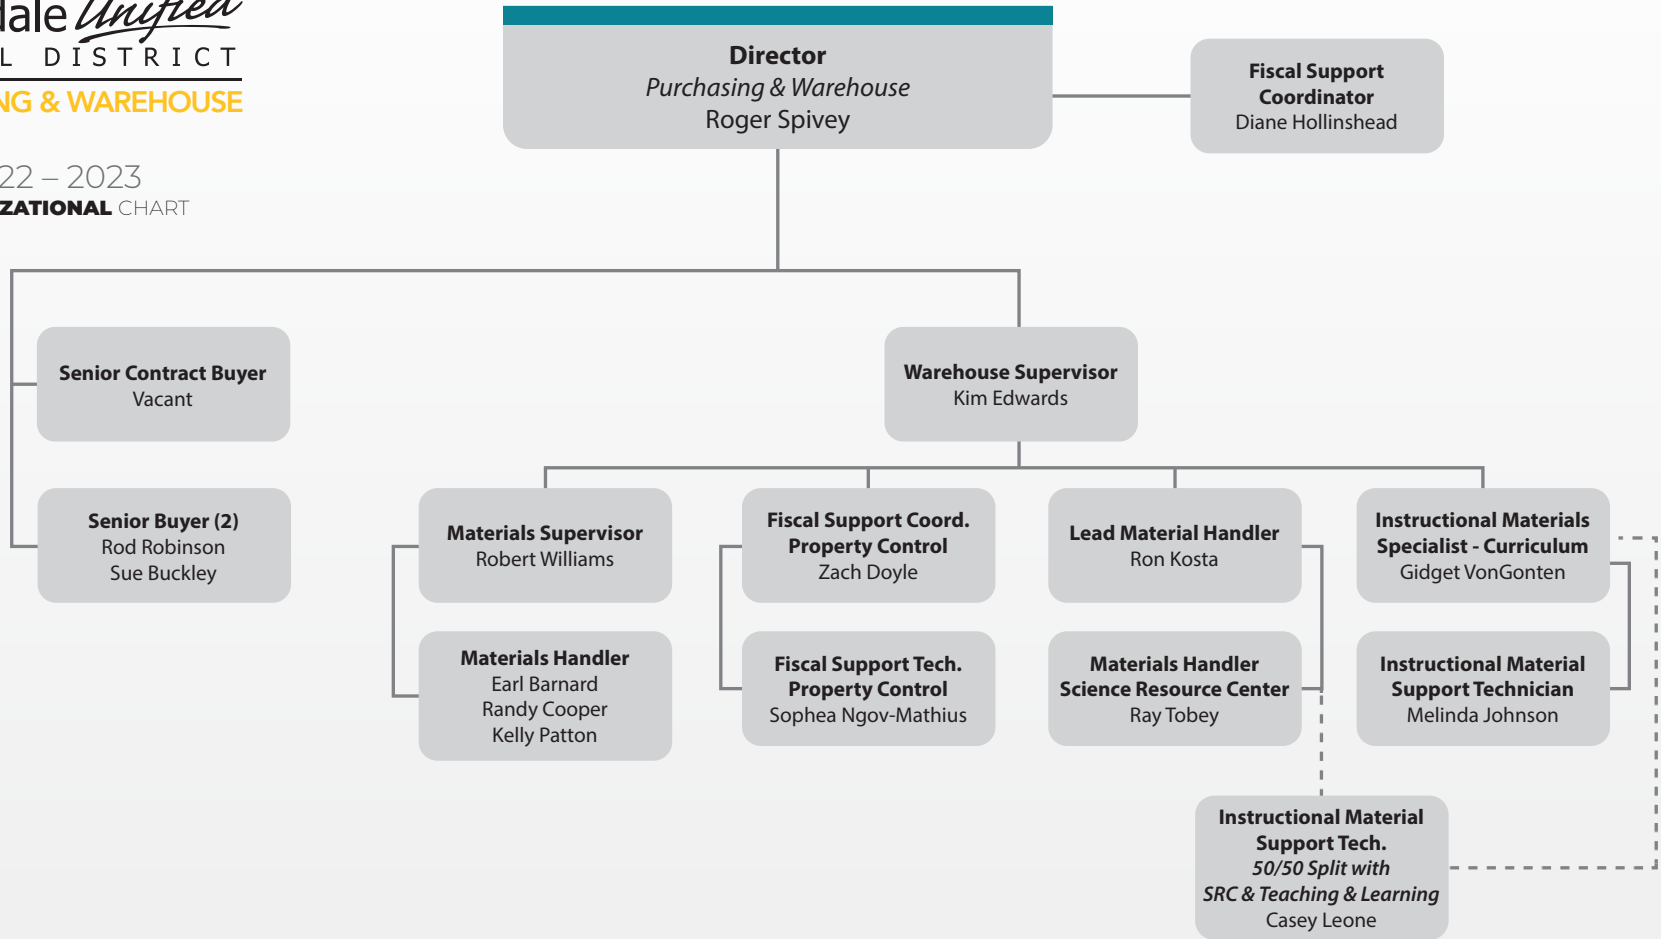 Unified
L DISTRICT
& WAREHOUSE
22 – 2023
ZATIONAL CHART
Director
Purchasing & Warehouse
Roger Spivey
Fiscal Support
Coordinator
Diane Hollinshead
Senior Contract Buyer
Vacant
Warehouse Supervisor
Kim Edwards
Senior Buyer (2)
Rod Robinson
Sue Buckley
Materials Supervisor
Robert Williams
Fiscal Support Coord.
Property Control
Zach Doyle
Lead Material Handler
Ron Kosta
Instructional Materials
Specialist - Curriculum
Gidget VonGonten
Materials Handler
Earl Barnard
Randy Cooper
Kelly Patton
Fiscal Support Tech.
Property Control
Sophea Ngov-Mathius
Materials Handler
Science Resource Center
Ray Tobey
Instructional Material
Support Technician
Melinda Johnson
Instructional Material
Support Tech.
50/50 Split with
SRC & Teaching & Learning
Casey Leone